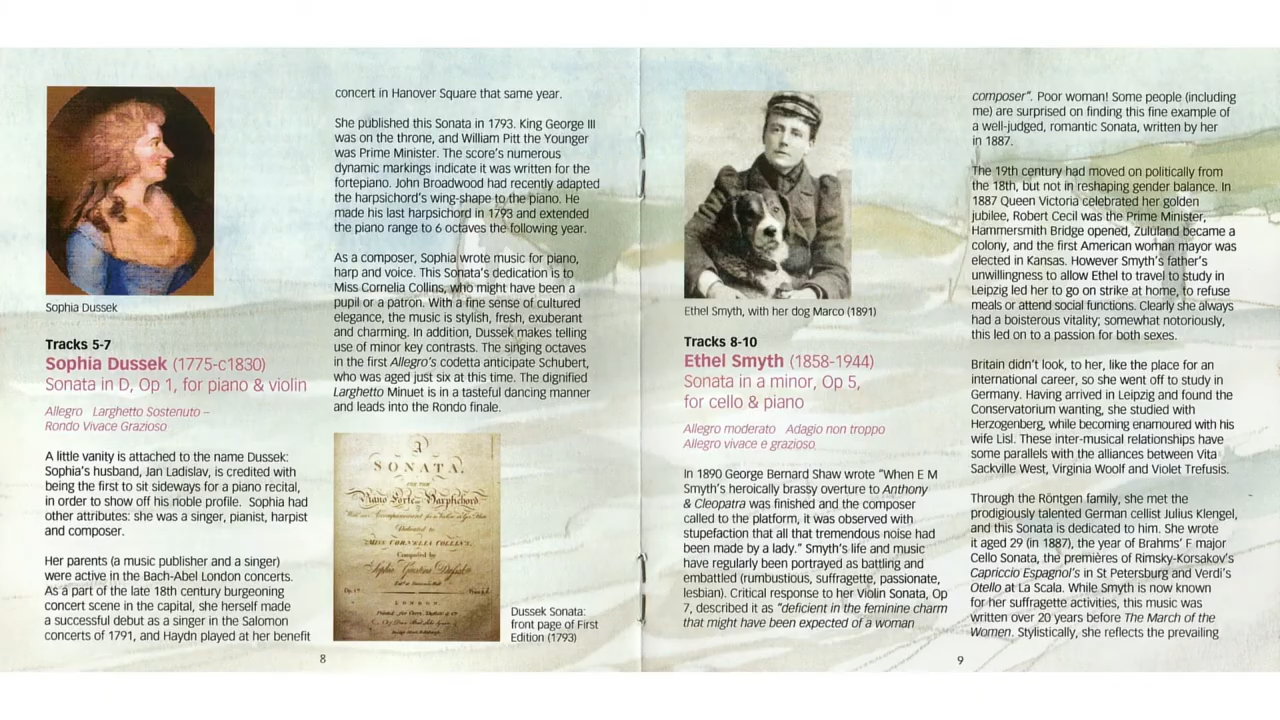 Sophia Dussek
Tracks 5-7
Sophia Dussek (1775-c1830)
Sonata in D, Op 1, for piano & violin
Allegro Larghetto Sostenuto –
Rondo Vivace Grazioso
A little vanity is attached to the name Dussek:
Sophia's husband, Jan Ladislav, is credited with
being the first to sit sideways for a piano recital,
in order to show off his noble profile. Sophia had
other attributes: she was a singer, pianist, harpist
and composer.
Her parents (a music publisher and a singer)
were active in the Bach-Abel London concerts.
As a part of the late 18th century burgeoning
concert scene in the capital, she herself made
a successful debut as a singer in the Salomon
concerts of 1791, and Haydn played at her benefit
concert in Hanover Square that same year.
She published this Sonata in 1793. King George III
was on the throne, and William Pitt the Younger
was Prime Minister. The score's numerous
dynamic markings indicate it was written for the
fortepiano. John Broadwood had recently adapted
the harpsichord's wing-shape to the piano. He
made his last harpsichord in 1793 and extended
the piano range to 6 octaves the following year.
As a composer, Sophia wrote music for piano,
harp and voice. This Sonata's dedication is to
Miss Cornelia Collins, who might have been a
pupil or a patron. With a fine sense of cultured
elegance, the music is stylish, fresh, exuberant
and charming. In addition, Dussek makes telling
use of minor key contrasts. The singing octaves
in the first Allegro's codetta anticipate Schubert,
who was aged just six at this time. The dignified
Larghetto Minuet is in a tasteful dancing manner
and leads into the Rondo finale.
A
SONATA,
FOR THE
Piano Forte or Harpsichord
Dedicated to
MISS CORNELIA COLLINS,
Composed by
LONDON
Dussek Sonata:
front page of First
Edition (1793)
8
Ethel Smyth, with her dog Marco (1891)
Tracks 8-10
Ethel Smyth (1858-1944)
Sonata in a minor, Op 5,
for cello & piano
Allegro moderato Adagio non troppo
Allegro vivace e grazioso
In 1890 George Bernard Shaw wrote "When E M
Smyth's heroically brassy overture to Anthony
& Cleopatra was finished and the composer
called to the platform, it was observed with
stupefaction that all that tremendous noise had
been made by a lady." Smyth's life and music
have regularly been portrayed as battling and
embattled (rumbustious, suffragette, passionate,
lesbian). Critical response to her Violin Sonata, Op
7, described it as "deficient in the feminine charm
that might have been expected of a woman
composer". Poor woman! Some people (including
me) are surprised on finding this fine example of
a well-judged, romantic Sonata, written by her
in 1887.
The 19th century had moved on politically from
the 18th, but not in reshaping gender balance. In
1887 Queen Victoria celebrated her golden
jubilee, Robert Cecil was the Prime Minister,
Hammersmith Bridge opened, Zululand became a
colony, and the first American woman mayor was
elected in Kansas. However Smyth's father's
unwillingness to allow Ethel to travel to study in
Leipzig led her to go on strike at home, to refuse
meals or attend social functions. Clearly she always
had a boisterous vitality; somewhat notoriously,
this led on to a passion for both sexes.
Britain didn't look, to her, like the place for an
international career, so she went off to study in
Germany. Having arrived in Leipzig and found the
Conservatorium wanting, she studied with
Herzogenberg, while becoming enamoured with his
wife Lisl. These inter-musical relationships have
some parallels with the alliances between Vita
Sackville West, Virginia Woolf and Violet Trefusis.
Through the Röntgen family, she met the
prodigiously talented German cellist Julius Klengel,
and this Sonata is dedicated to him. She wrote
it aged 29 (in 1887), the year of Brahms' F major
Cello Sonata, the premières of Rimsky-Korsakov's
Capriccio Espagnol's in St Petersburg and Verdi's
Otello at La Scala. While Smyth is now known
for her suffragette activities, this music was
written over 20 years before The March of the
Women. Stylistically, she reflects the prevailing
9